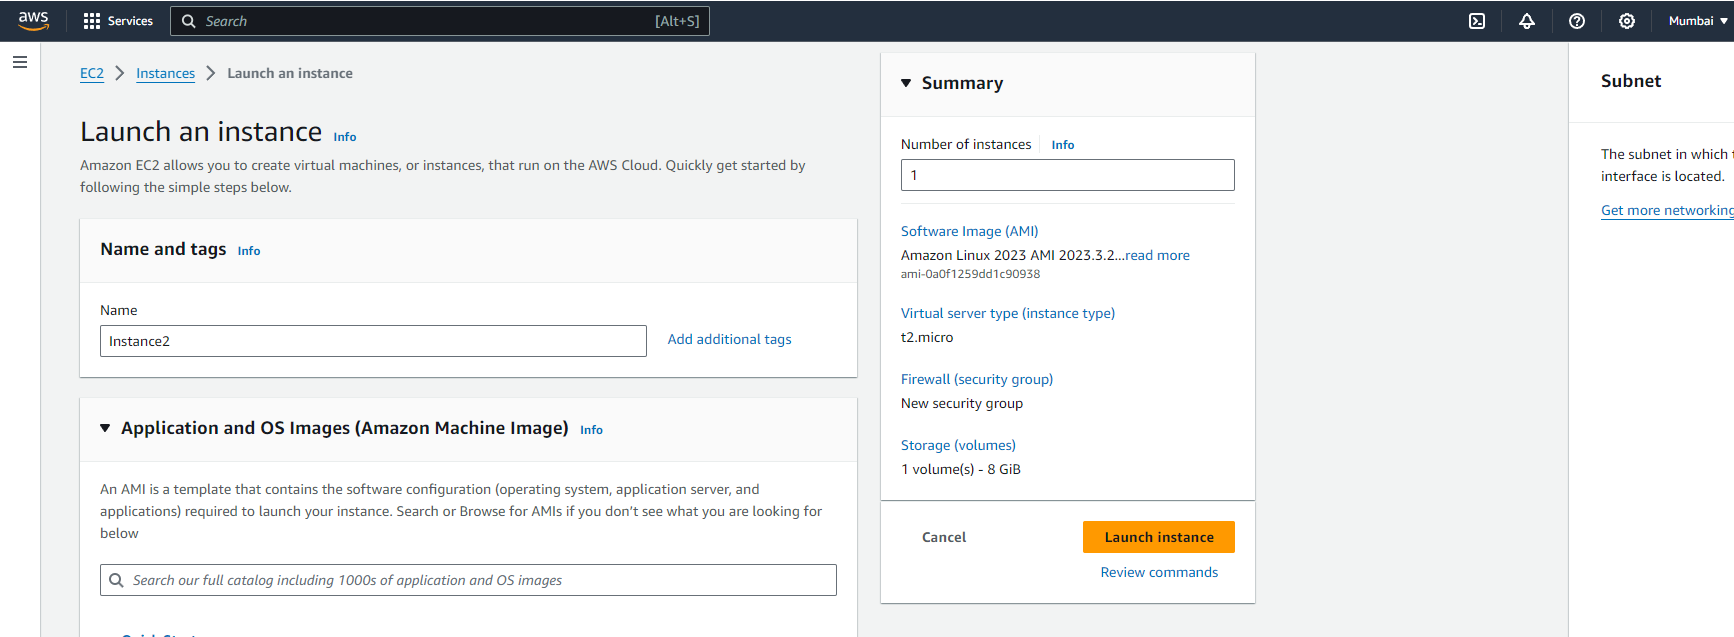 aws Services Search [Alt+S] Mumbai
EC2 Instances Launch an instance
Launch an instance Info
Amazon EC2 allows you to create virtual machines, or instances, that run on the AWS Cloud. Quickly get started by
following the simple steps below.
Name and tags Info
Name
Instance2 Add additional tags
Application and OS Images (Amazon Machine Image) Info
An AMI is a template that contains the software configuration (operating system, application server, and
applications) required to launch your instance. Search or Browse for AMIs if you don't see what you are looking for
below
Search our full catalog including 1000s of application and OS images
Summary
Number of instances Info
1
Software Image (AMI)
Amazon Linux 2023 AMI 2023.3.2...read more
ami-0a0f1259dd1c90938
Virtual server type (instance type)
t2.micro
Firewall (security group)
New security group
Storage (volumes)
1 volume(s) - 8 GiB
Cancel Launch instance
Review commands
Subnet
The subnet in which
interface is located.
Get more networking